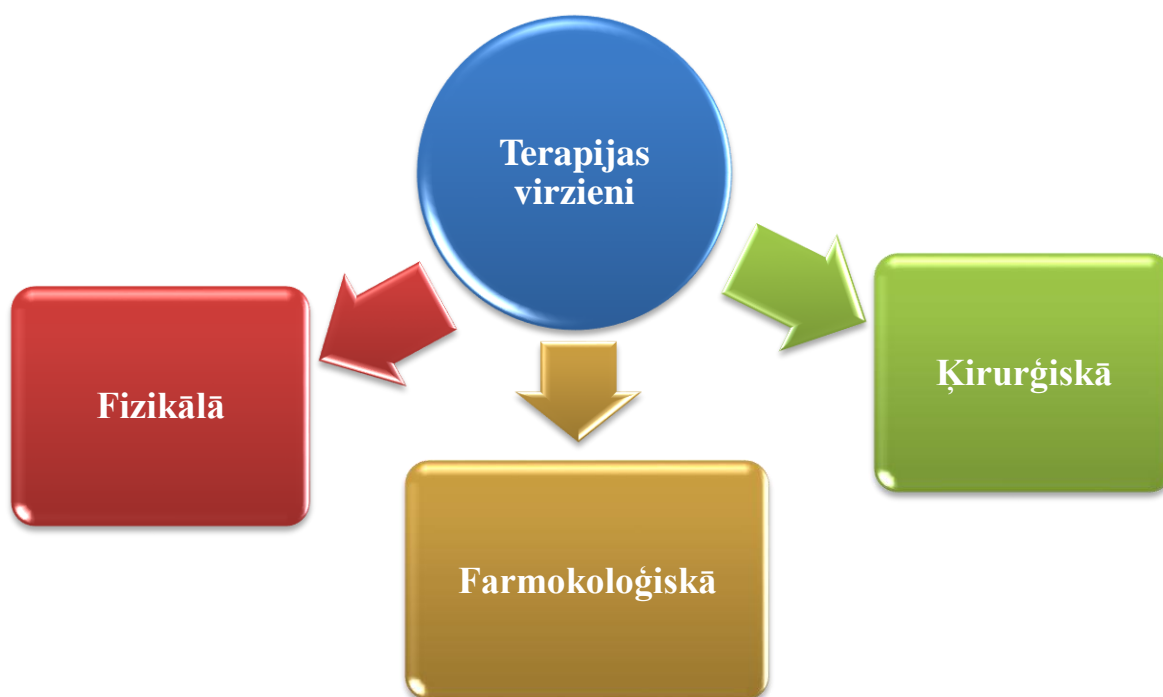 Terapijas
virzieni
Fizikālā
Farmokoloģiskā
Ķirurģiskā